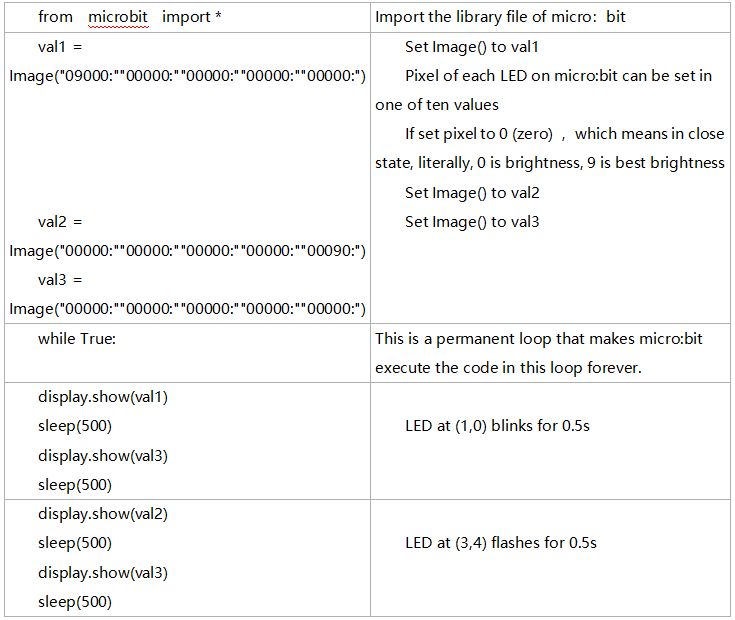 from microbit import *
Import the library file of micro：bit
val1 =
Image("09000:""00000:""00000:""00000:""00000:")
val2 =
Image("00000:""00000:""00000:""00000:""00090:")
val3 =
Image("00000:""00000:""00000:""00000:""00000:")
Set Image() to val1
Pixel of each LED on micro:bit can be set in
one of ten values
If set pixel to 0 (zero) ，which means in close
state, literally, 0 is brightness, 9 is best brightness
Set Image() to val2
Set Image() to val3
while True:
This is a permanent loop that makes micro:bit
execute the code in this loop forever.
display.show(val1)
sleep(500)
display.show(val3)
sleep(500)
LED at (1,0) blinks for 0.5s
display.show(val2)
sleep(500)
display.show(val3)
sleep(500)
LED at (3,4) flashes for 0.5s